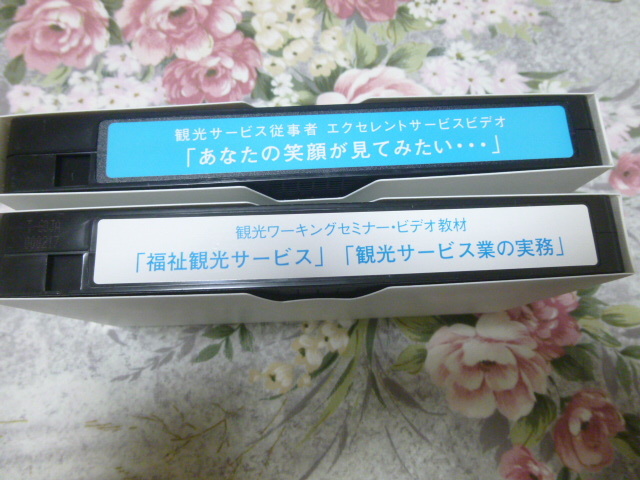 観光サービス従事者 エクセレントサービスビデオ
「あなたの笑顔が見てみたい・・・」
観光ワーキングセミナー・ビデオ教材
「福祉観光サービス」「観光サービス業の実務」